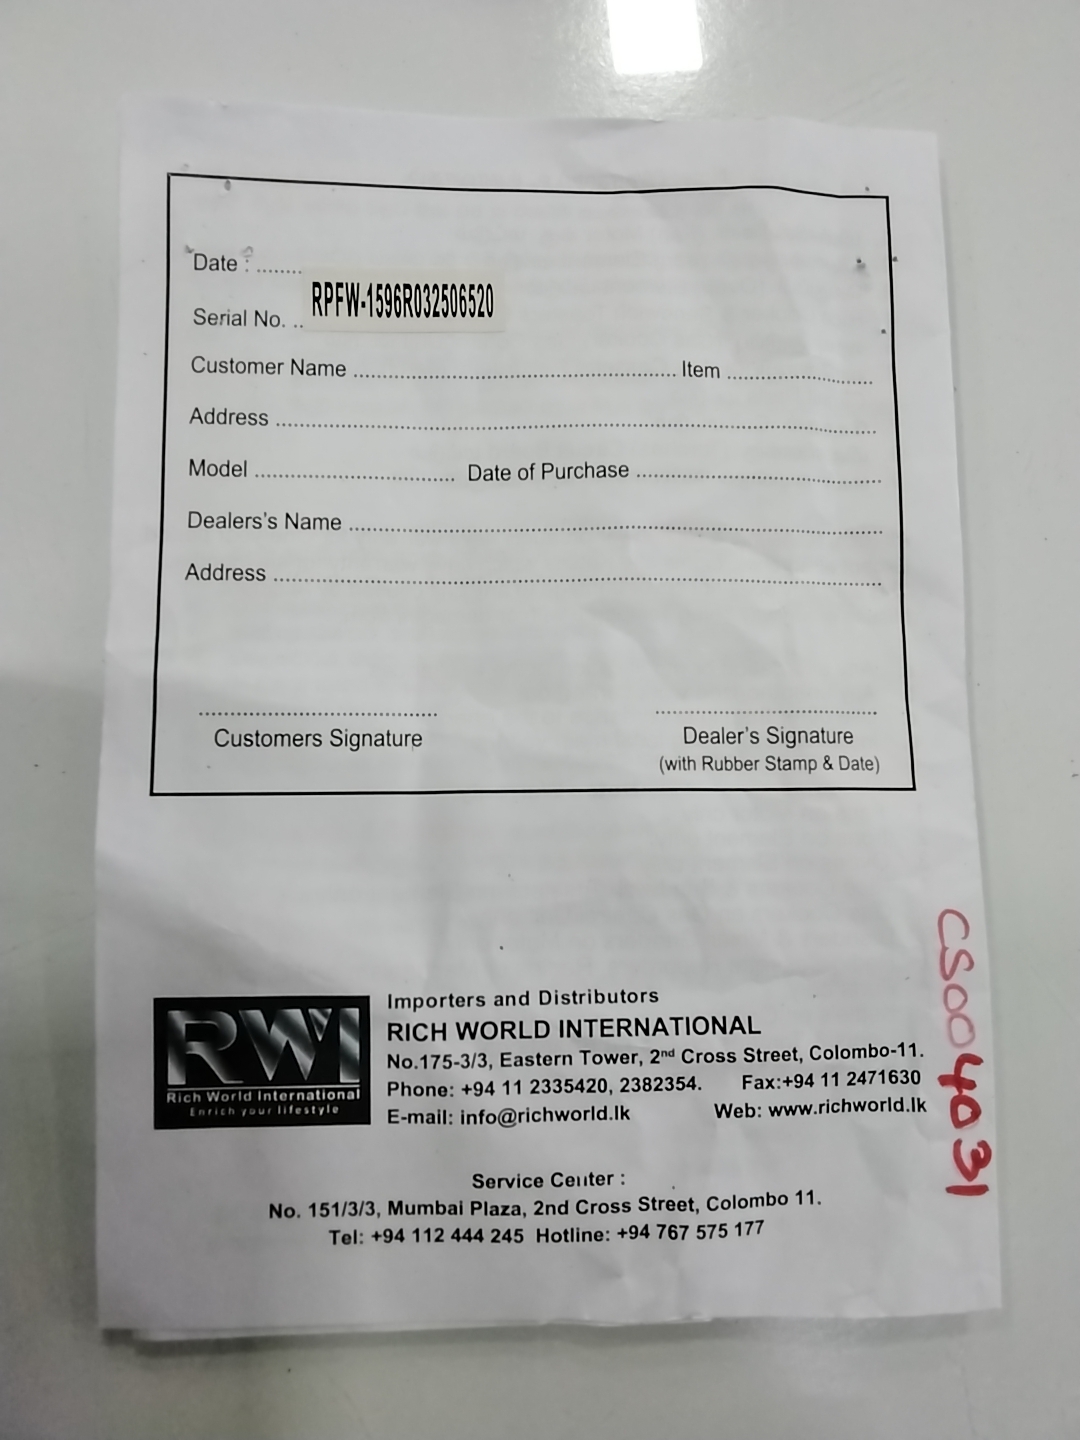 Date : ........
Serial No. .. RPFW-1596R032506520
Customer Name ........................................ Item ....................
Address ................................................................................
Model ........................... Date of Purchase ..................................
Dealers's Name .....................................................................
Address ................................................................................
Customers Signature
Dealer's Signature
(with Rubber Stamp & Date)
CS004031
RWI
Rich World International
Enrich your lifestyle
Importers and Distributors
RICH WORLD INTERNATIONAL
No.175-3/3, Eastern Tower, 2nd Cross Street, Colombo-11.
Phone: +94 11 2335420, 2382354. Fax:+94 11 2471630
E-mail: info@richworld.lk Web: www.richworld.lk
Service Center :
No. 151/3/3, Mumbai Plaza, 2nd Cross Street, Colombo 11.
Tel: +94 112 444 245 Hotline: +94 767 575 177